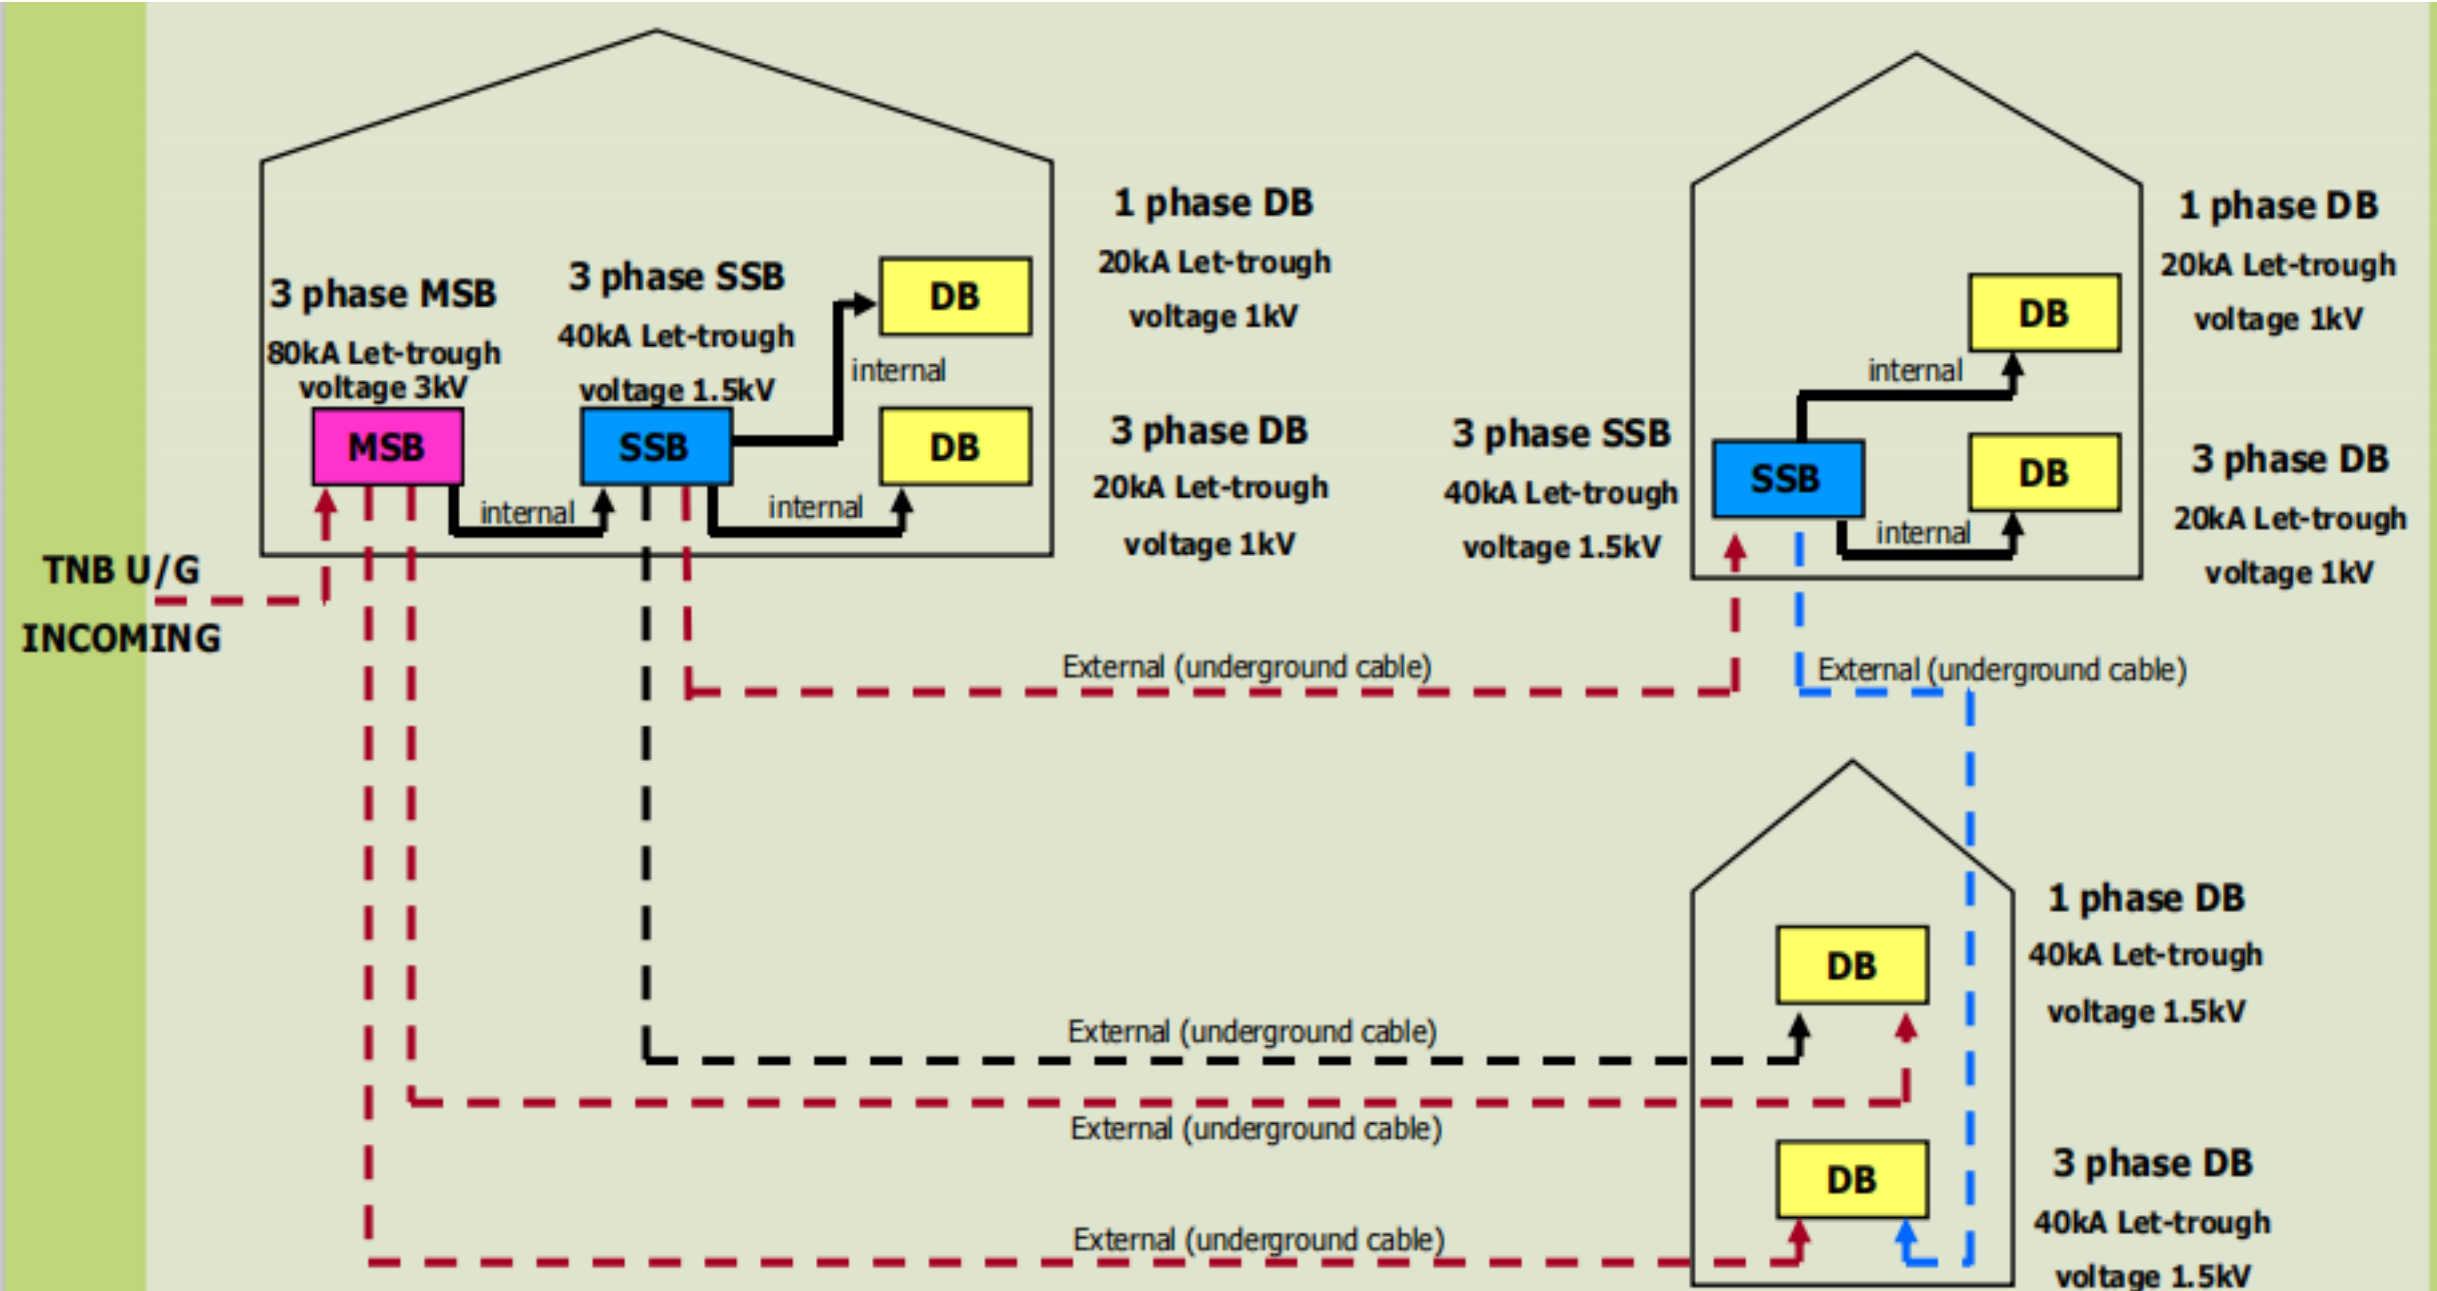 1 phase DB
20kA Let-trough
voltage 1kV
3 phase MSB
80kA Let-trough
voltage 3kV
3 phase SSB
40kA Let-trough
voltage 1.5kV
DB
internal
MSB
SSB
DB
internal
internal
3 phase DB
20kA Let-trough
voltage 1kV
TNB U/G
INCOMING
1 phase DB
20kA Let-trough
voltage 1kV
DB
internal
3 phase SSB
40kA Let-trough
voltage 1.5kV
SSB
DB
internal
3 phase DB
20kA Let-trough
voltage 1kV
External (underground cable)
External (underground cable)
1 phase DB
40kA Let-trough
voltage 1.5kV
DB
External (underground cable)
External (underground cable)
DB
3 phase DB
40kA Let-trough
voltage 1.5kV
External (underground cable)